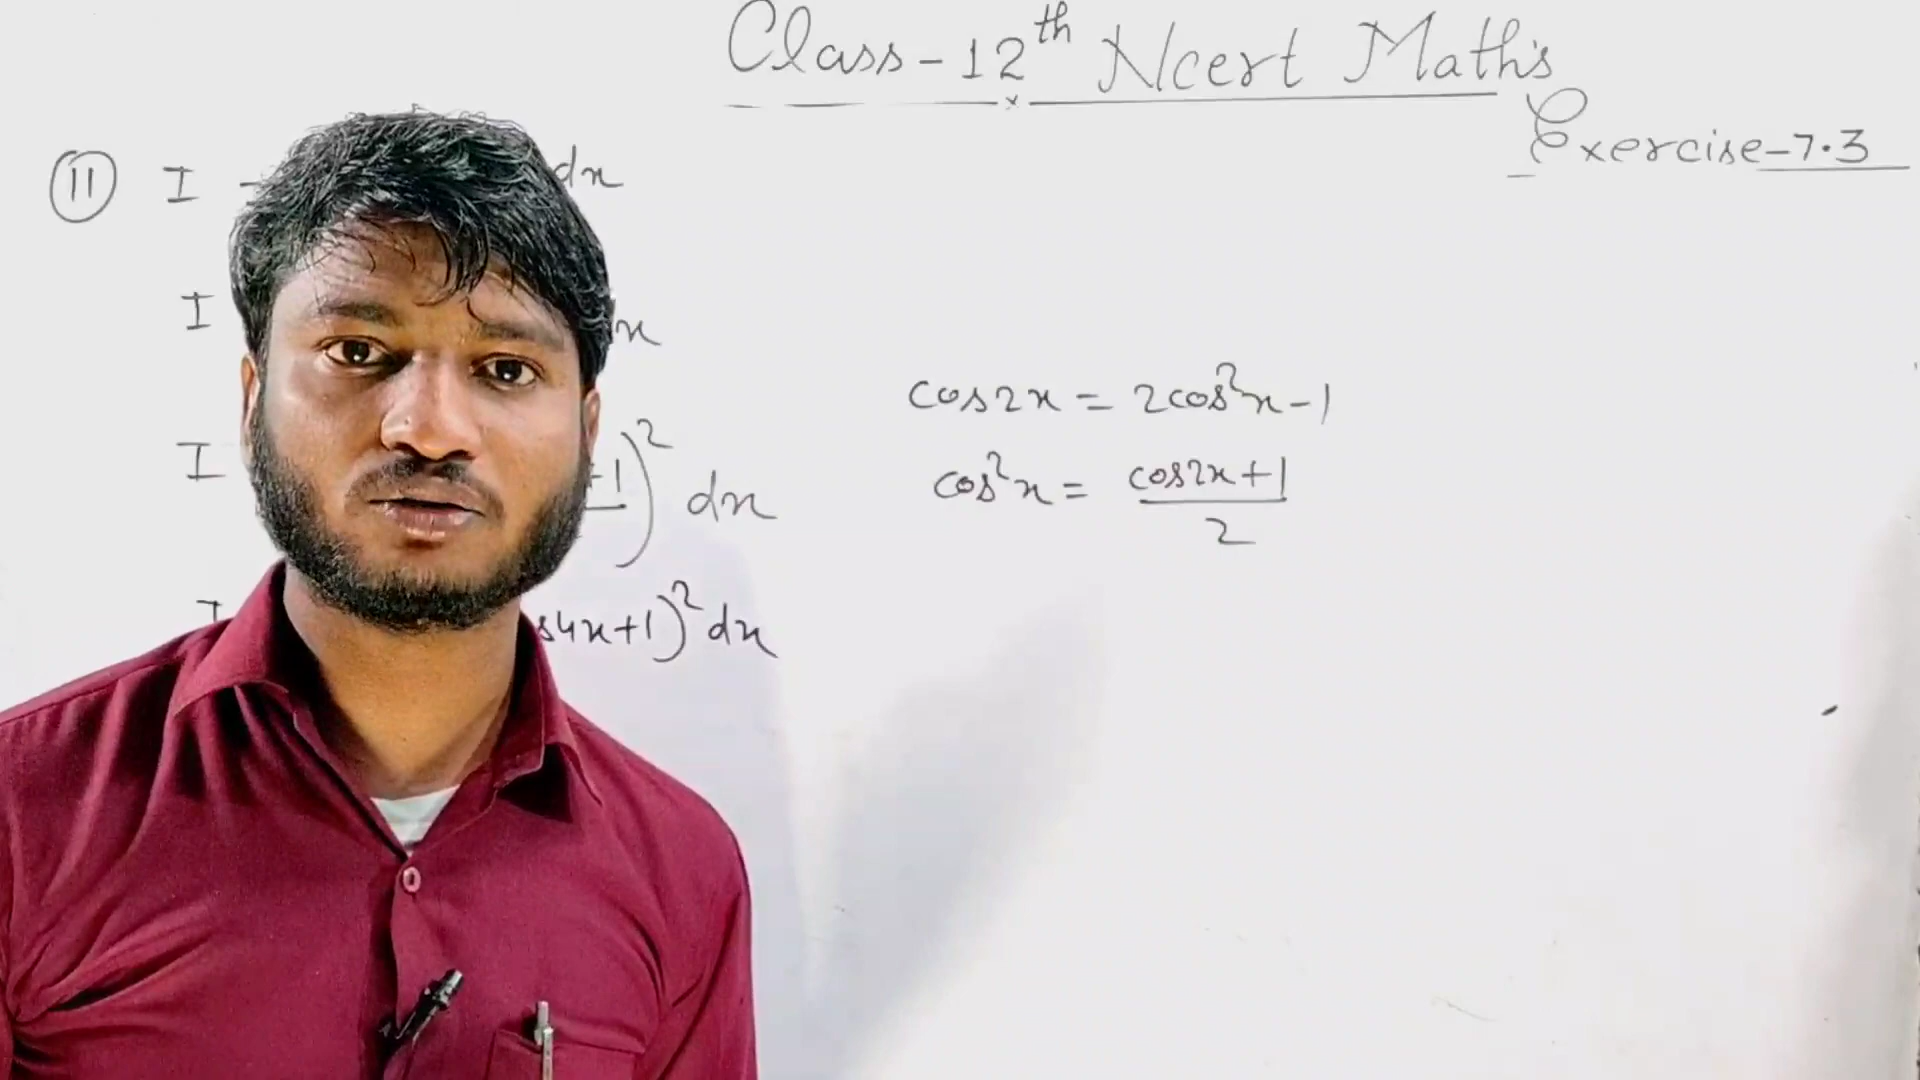 Class-12th Ncert Math's
Exercise-7.3
(11) I dx
I x
I +1)² dx
cos2x = 2cos²x-1
cos²x = cos2x+1 / 2
I s4x+1)² dx